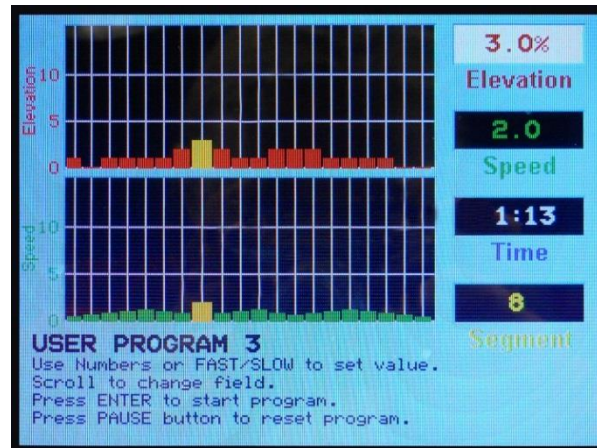 3.0%
Elevation
2.0
Speed
1:13
Time
8
Segment
Elevation
10
5
0
Speed
10
5
0
USER PROGRAM 3
Use Numbers or FAST/SLOW to set value.
Scroll to change field.
Press ENTER to start program.
Press PAUSE button to reset program.